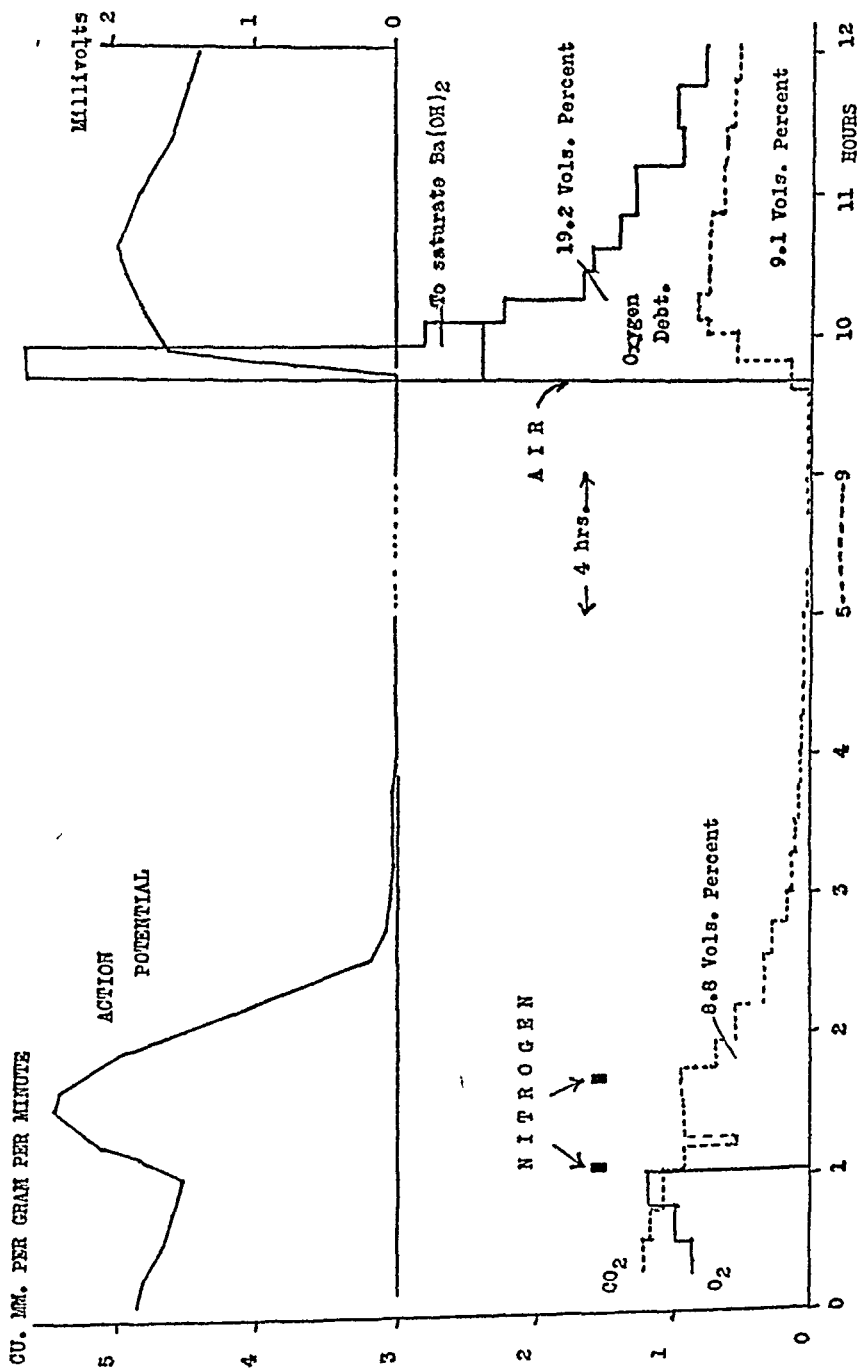 CU. MM. PER GRAM PER MINUTE
Millivolts
5
4
3
2
1
0
2
1
0
ACTION
POTENTIAL
To saturate Ba(OH)2
NITROGEN
AIR
← 4 hrs. →
19.2 Vols. Percent
Oxygen
Debt.
8.8 Vols. Percent
9.1 Vols. Percent
CO2
O2
0 1 2 3 4 5------9 10 11 12
HOURS